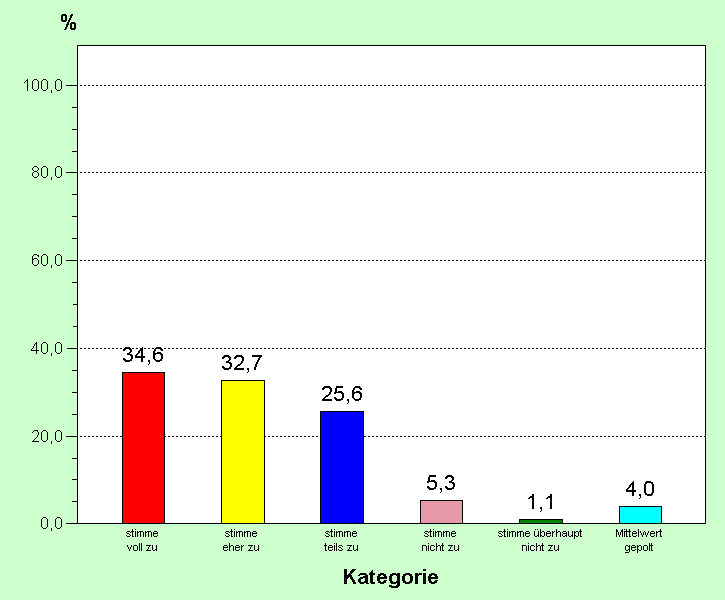 %
100,0
80,0
60,0
40,0
20,0
0,0
34,6
32,7
25,6
5,3
1,1
4,0
stimme
voll zu
stimme
eher zu
stimme
teils zu
stimme
nicht zu
stimme überhaupt
nicht zu
Mittelwert
gepolt
Kategorie